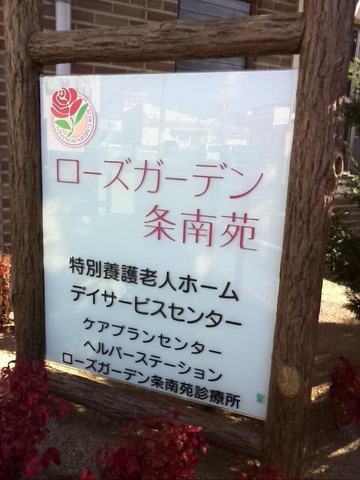 ローズガーデン
条南苑
特別養護老人ホーム
デイサービスセンター
ケアプランセンター
ヘルパーステーション
ローズガーデン条南苑診療所